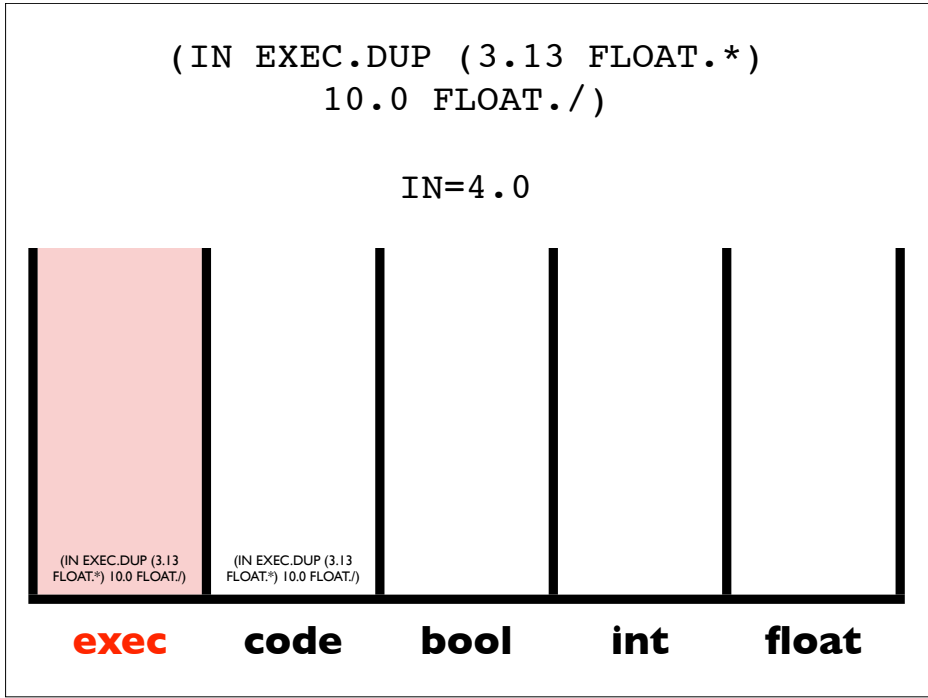 (IN EXEC.DUP (3.13 FLOAT.*)
10.0 FLOAT./)
IN=4.0
(IN EXEC.DUP (3.13
FLOAT.*) 10.0 FLOAT./)
(IN EXEC.DUP (3.13
FLOAT.*) 10.0 FLOAT./)
exec code bool int float